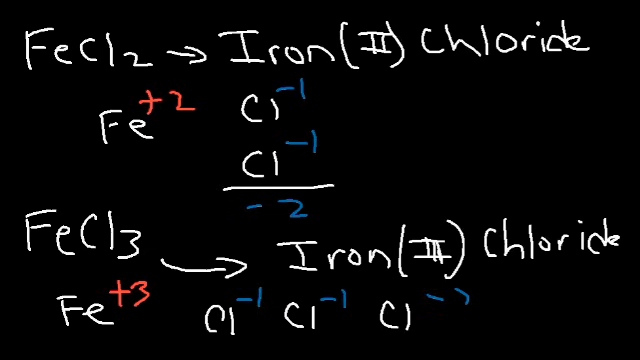 FeCl2 → Iron(II) Chloride
Fe+2 Cl-1
Cl-1
-2
FeCl3 → Iron(III) Chloride
Fe+3 Cl-1 Cl-1 Cl